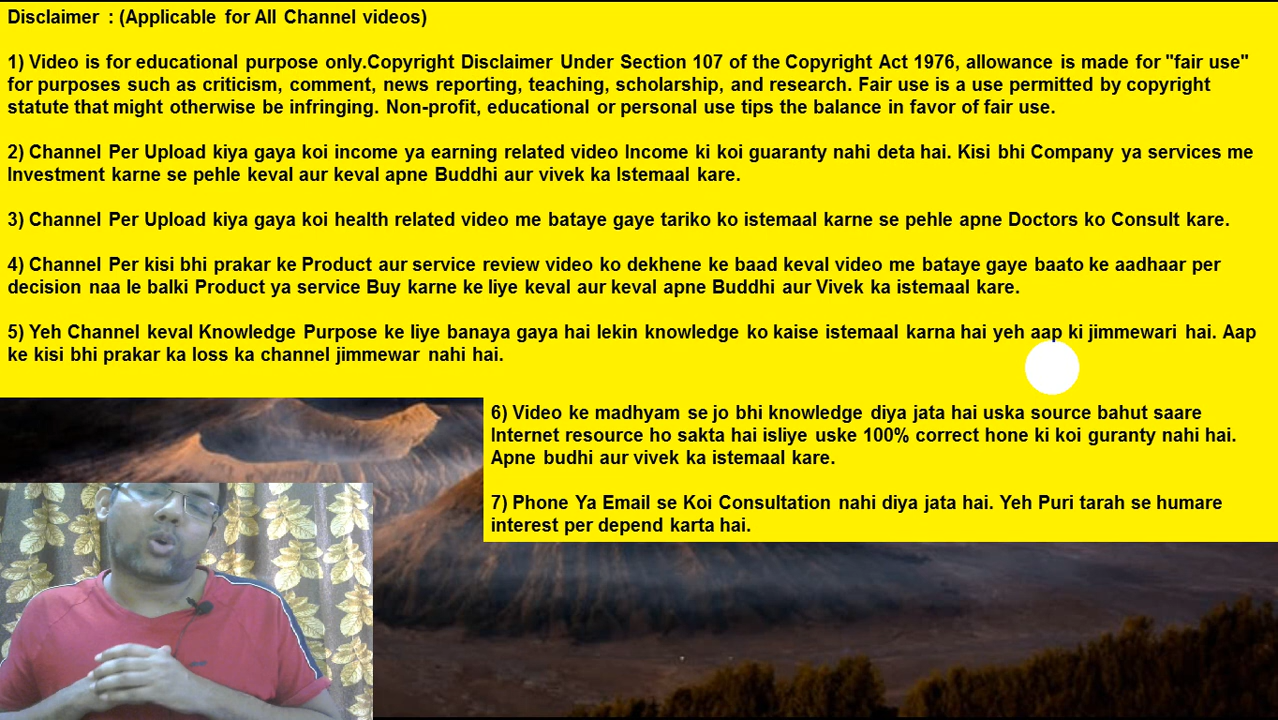 Disclaimer : (Applicable for All Channel videos)
1) Video is for educational purpose only.Copyright Disclaimer Under Section 107 of the Copyright Act 1976, allowance is made for "fair use"
for purposes such as criticism, comment, news reporting, teaching, scholarship, and research. Fair use is a use permitted by copyright
statute that might otherwise be infringing. Non-profit, educational or personal use tips the balance in favor of fair use.
2) Channel Per Upload kiya gaya koi income ya earning related video Income ki koi guaranty nahi deta hai. Kisi bhi Company ya services me
Investment karne se pehle keval aur keval apne Buddhi aur vivek ka Istemaal kare.
3) Channel Per Upload kiya gaya koi health related video me bataye gaye tariko ko istemaal karne se pehle apne Doctors ko Consult kare.
4) Channel Per kisi bhi prakar ke Product aur service review video ko dekhene ke baad keval video me bataye gaye baato ke aadhaar per
decision naa le balki Product ya service Buy karne ke liye keval aur keval apne Buddhi aur Vivek ka istemaal kare.
5) Yeh Channel keval Knowledge Purpose ke liye banaya gaya hai lekin knowledge ko kaise istemaal karna hai yeh aap ki jimmewari hai. Aap
ke kisi bhi prakar ka loss ka channel jimmewar nahi hai.
6) Video ke madhyam se jo bhi knowledge diya jata hai uska source bahut saare
Internet resource ho sakta hai isliye uske 100% correct hone ki koi guranty nahi hai.
Apne budhi aur vivek ka istemaal kare.
7) Phone Ya Email se Koi Consultation nahi diya jata hai. Yeh Puri tarah se humare
interest per depend karta hai.